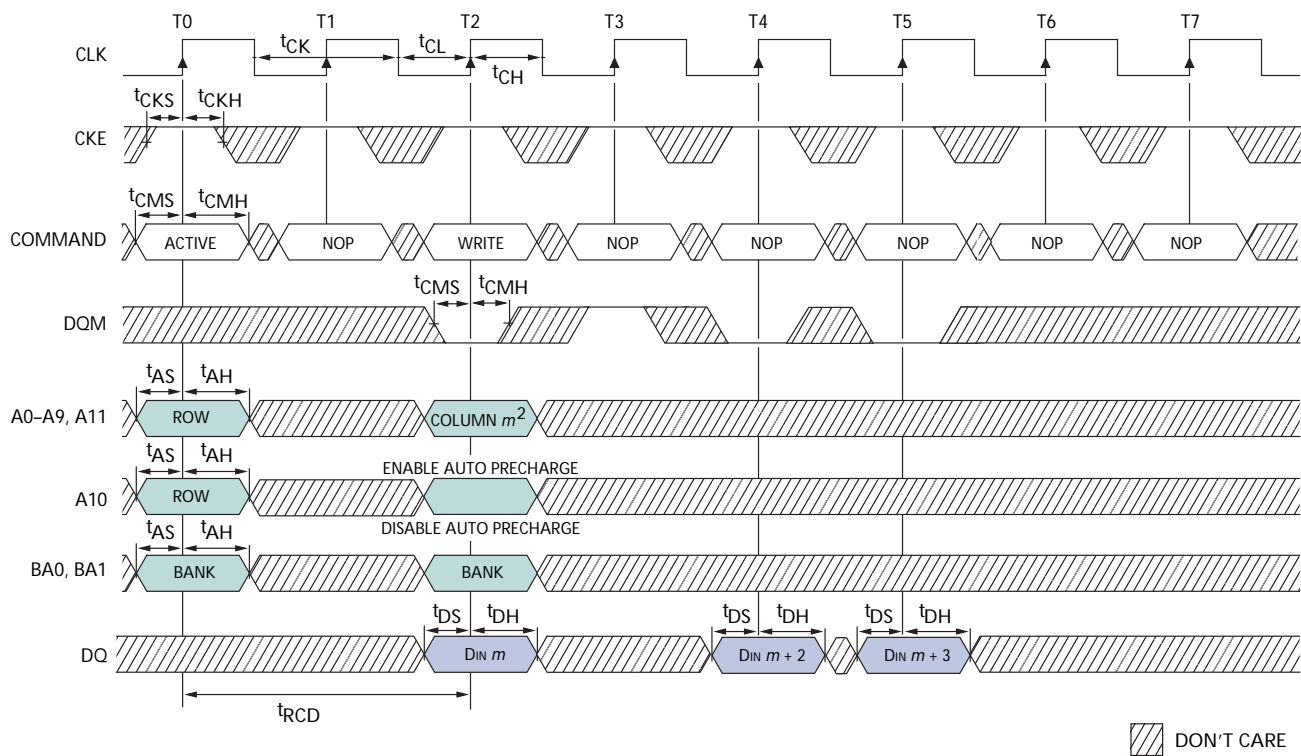 T0 T1 T2 T3 T4 T5 T6 T7
CLK
tCK tCL
tCH
tCKS tCKH
CKE
tCMS tCMH
COMMAND ACTIVE NOP WRITE NOP NOP NOP NOP NOP
tCMS tCMH
DQM
tAS tAH
A0–A9, A11 ROW COLUMN m2
tAS tAH
ENABLE AUTO PRECHARGE
A10 ROW
DISABLE AUTO PRECHARGE
tAS tAH
BA0, BA1 BANK BANK
tDS tDH tDS tDH tDS tDH
DQ DIN m DIN m + 2 DIN m + 3
tRCD
DON'T CARE